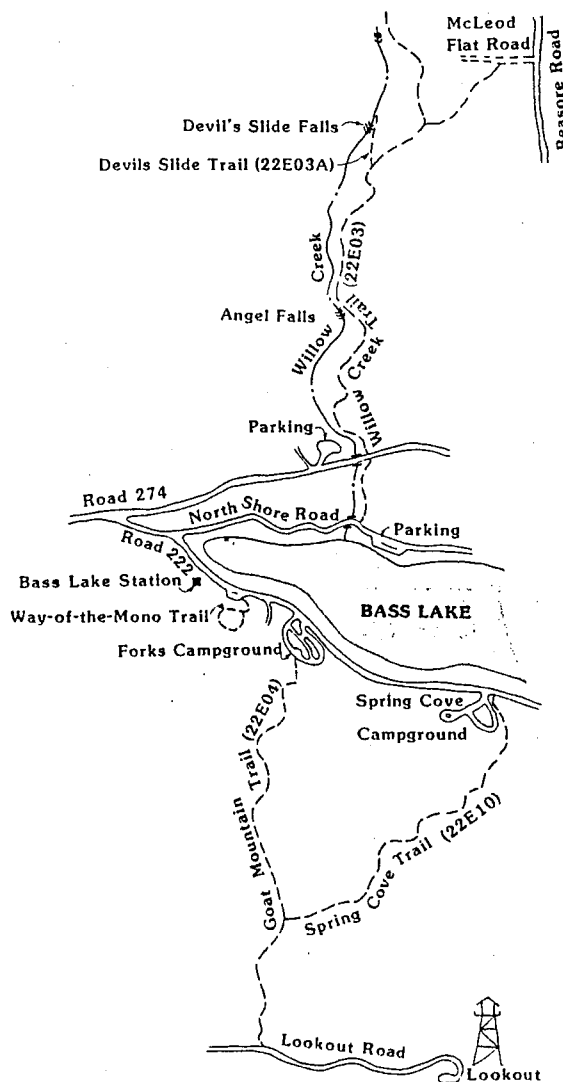 McLeod
Flat Road
Beasore Road
Devil's Slide Falls
Devils Slide Trail (22E03A)
Creek
Willow
Angel Falls
Willow Creek Trail (22E03)
Parking
Road 274
North Shore Road
Parking
Road 222
Bass Lake Station
Way-of-the-Mono Trail
BASS LAKE
Forks Campground
Spring Cove
Campground
Goat Mountain Trail (22E04)
Spring Cove Trail (22E10)
Lookout Road
Lookout